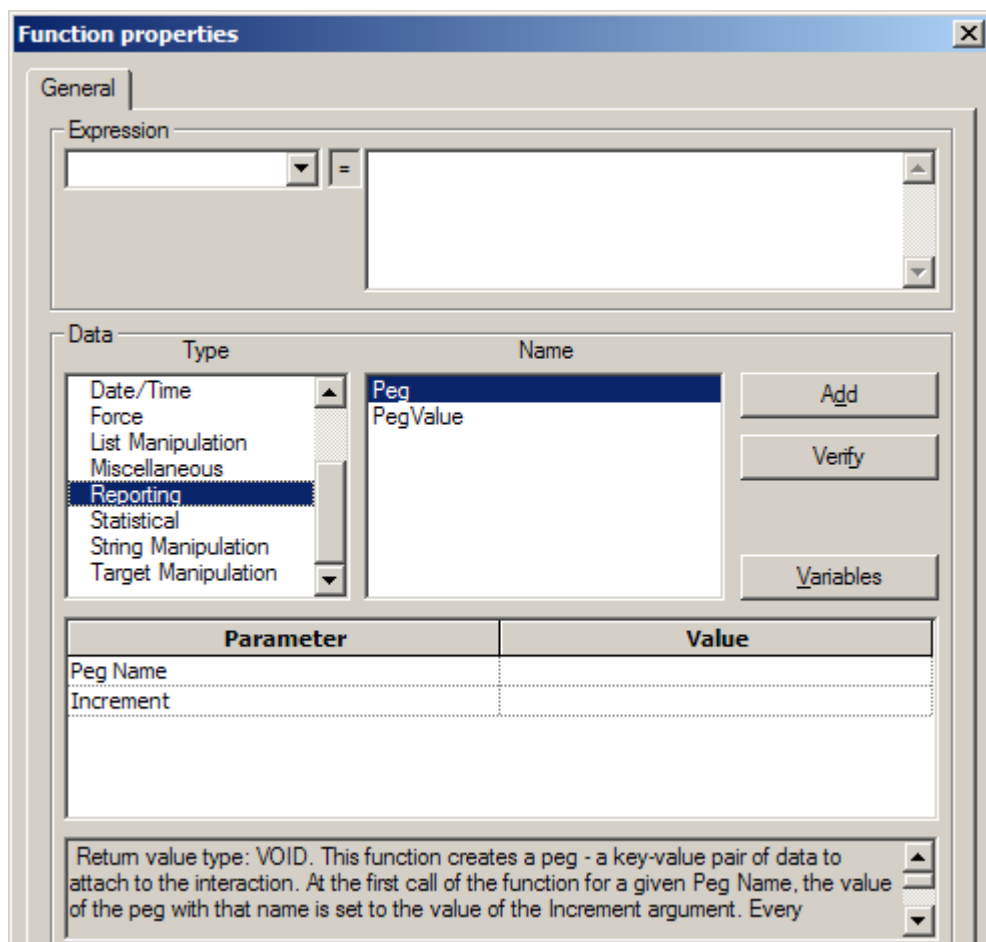 Function properties
General
Expression
=
Data
Type Name
Date/Time
Force
List Manipulation
Miscellaneous
Reporting
Statistical
String Manipulation
Target Manipulation
Peg
PegValue
Add
Verify
Variables
Parameter Value
Peg Name
Increment
Return value type: VOID. This function creates a peg - a key-value pair of data to
attach to the interaction. At the first call of the function for a given Peg Name, the value
of the peg with that name is set to the value of the Increment argument. Every